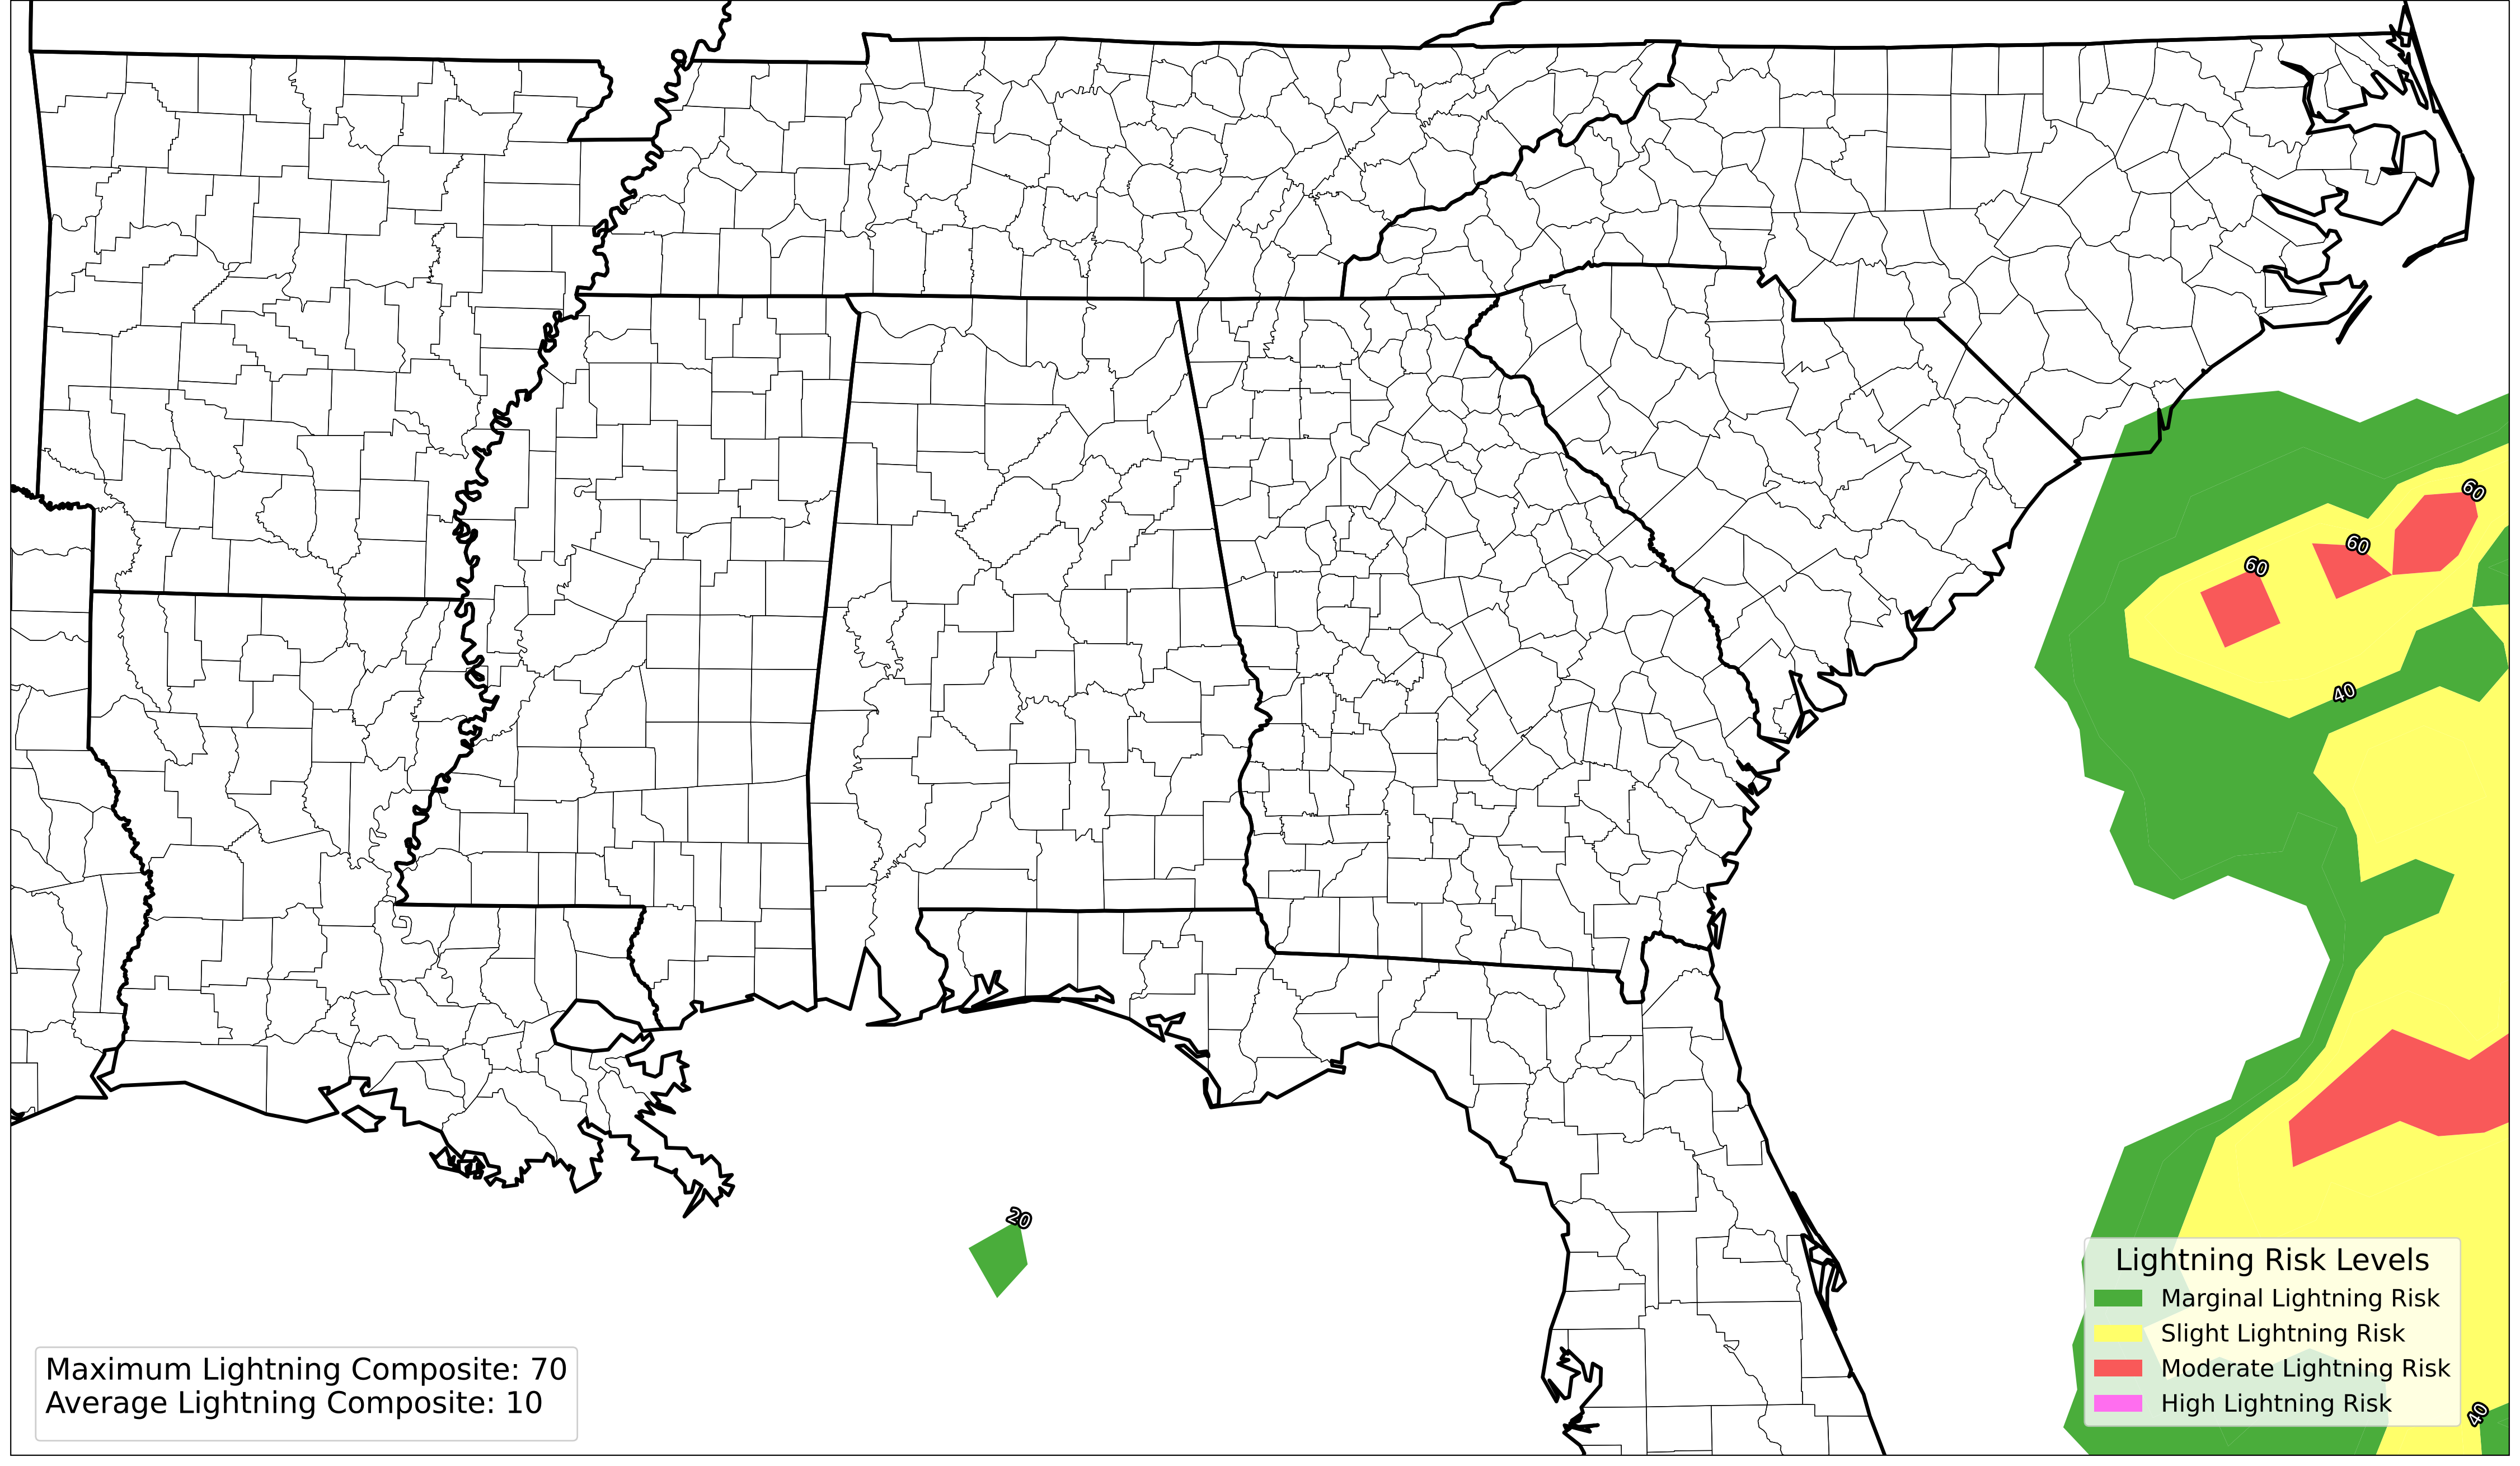 60
60
60
40
20
Lightning Risk Levels
Marginal Lightning Risk
Slight Lightning Risk
Moderate Lightning Risk
High Lightning Risk
Maximum Lightning Composite: 70
Average Lightning Composite: 10
40